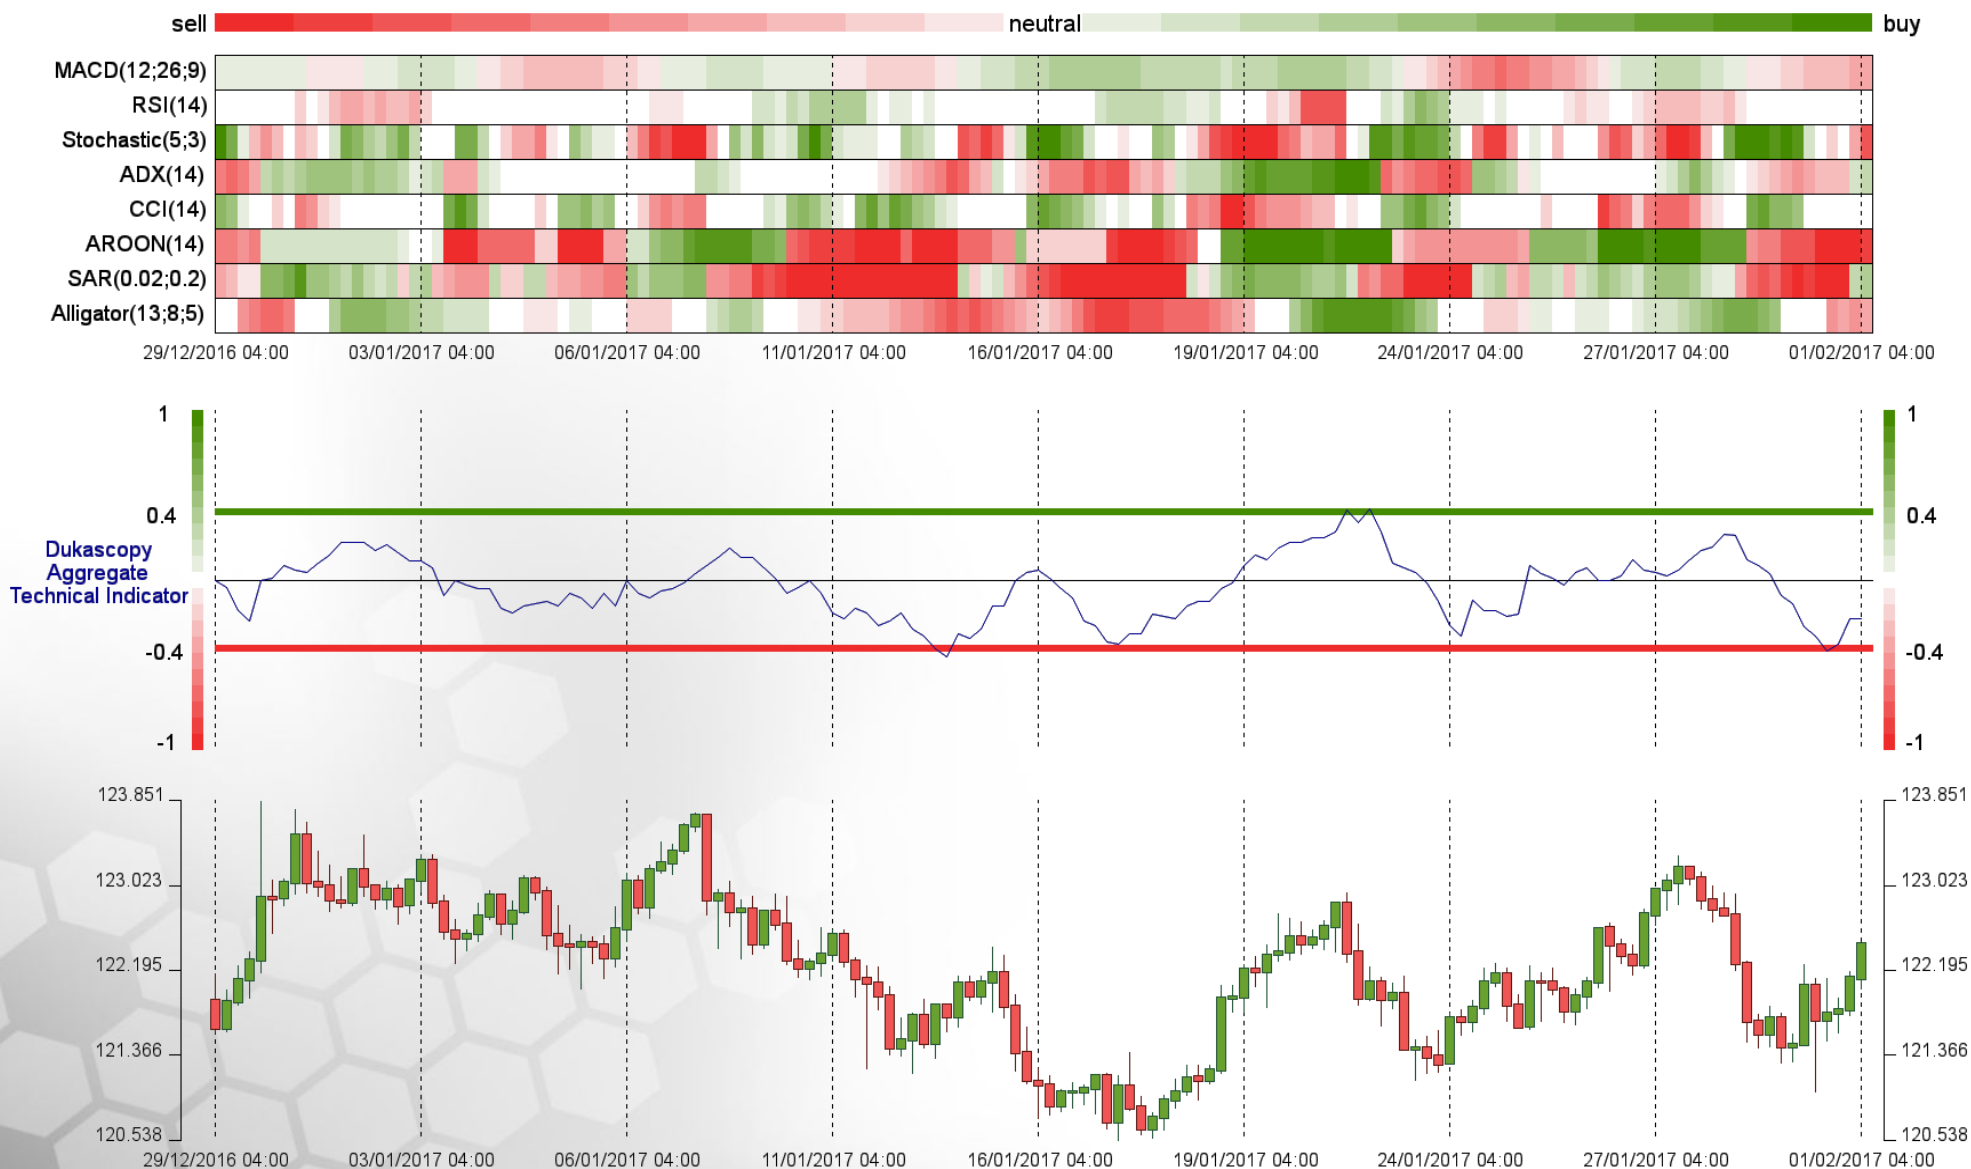 sell neutral buy
MACD(12;26;9)
RSI(14)
Stochastic(5;3)
ADX(14)
CCI(14)
AROON(14)
SAR(0.02;0.2)
Alligator(13;8;5)
29/12/2016 04:00 03/01/2017 04:00 06/01/2017 04:00 11/01/2017 04:00 16/01/2017 04:00 19/01/2017 04:00 24/01/2017 04:00 27/01/2017 04:00 01/02/2017 04:00
1 1
0.4 0.4
Dukascopy
Aggregate
Technical Indicator
-0.4 -0.4
-1 -1
123.851 123.851
123.023 123.023
122.195 122.195
121.366 121.366
120.538 120.538
29/12/2016 04:00 03/01/2017 04:00 06/01/2017 04:00 11/01/2017 04:00 16/01/2017 04:00 19/01/2017 04:00 24/01/2017 04:00 27/01/2017 04:00 01/02/2017 04:00